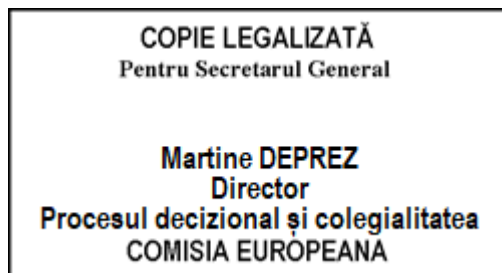 COPIE LEGALIZATĂ
Pentru Secretarul General
Martine DEPREZ
Director
Procesul decizional și colegialitatea
COMISIA EUROPEANA